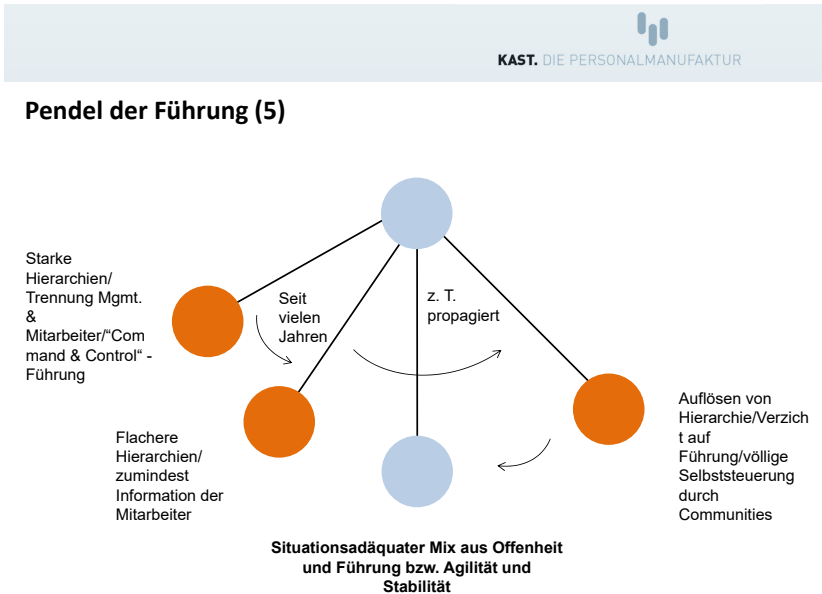 KAST. DIE PERSONALMANUFAKTUR
Pendel der Führung (5)
Starke
Hierarchien/
Trennung Mgmt.
&
Mitarbeiter/“Com
mand & Control“ -
Führung
Seit
vielen
Jahren
z. T.
propagiert
Flachere
Hierarchien/
zumindest
Information der
Mitarbeiter
Auflösen von
Hierarchie/Verzich
t auf
Führung/völlige
Selbststeuerung
durch
Communities
Situationsadäquater Mix aus Offenheit
und Führung bzw. Agilität und
Stabilität